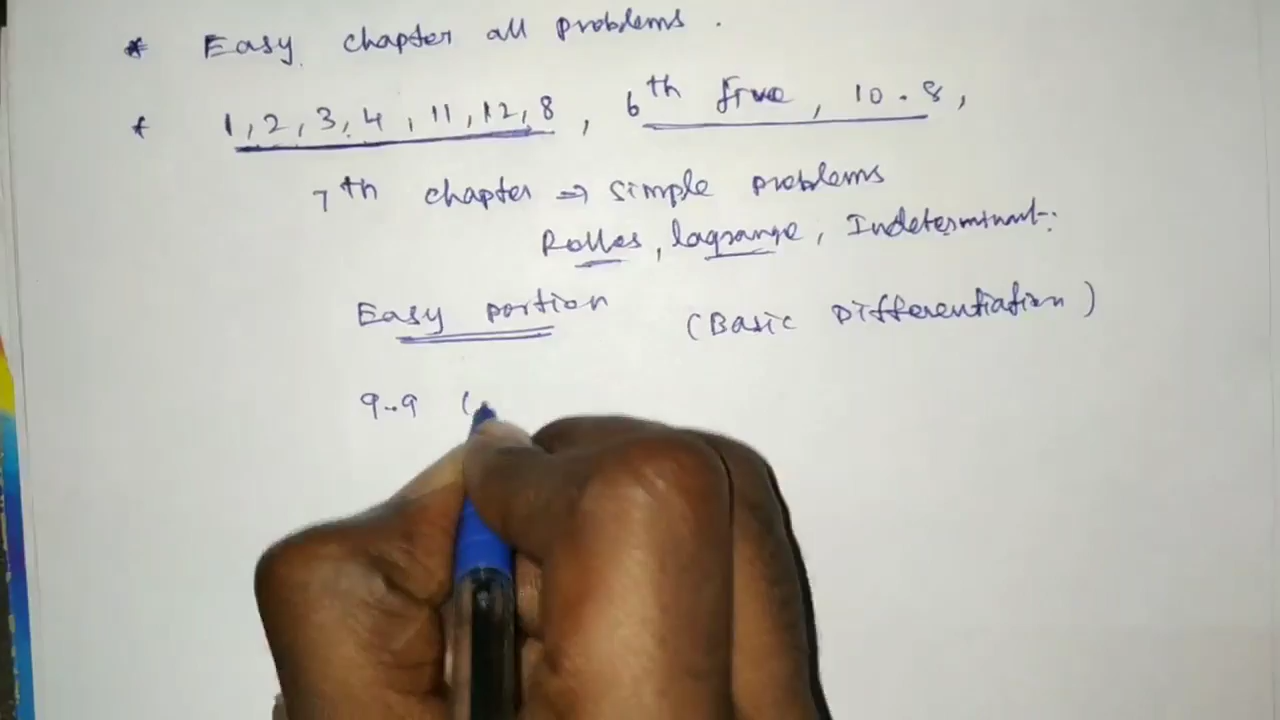 * Easy chapter all problems .
* 1, 2, 3, 4, 11, 12, 8 , 6th five , 10.8 ,
7th chapter ⇒ simple problems
Rolles, lagrange, Indeterminant.
Easy portion (Basic Differentiation)
9.9 (